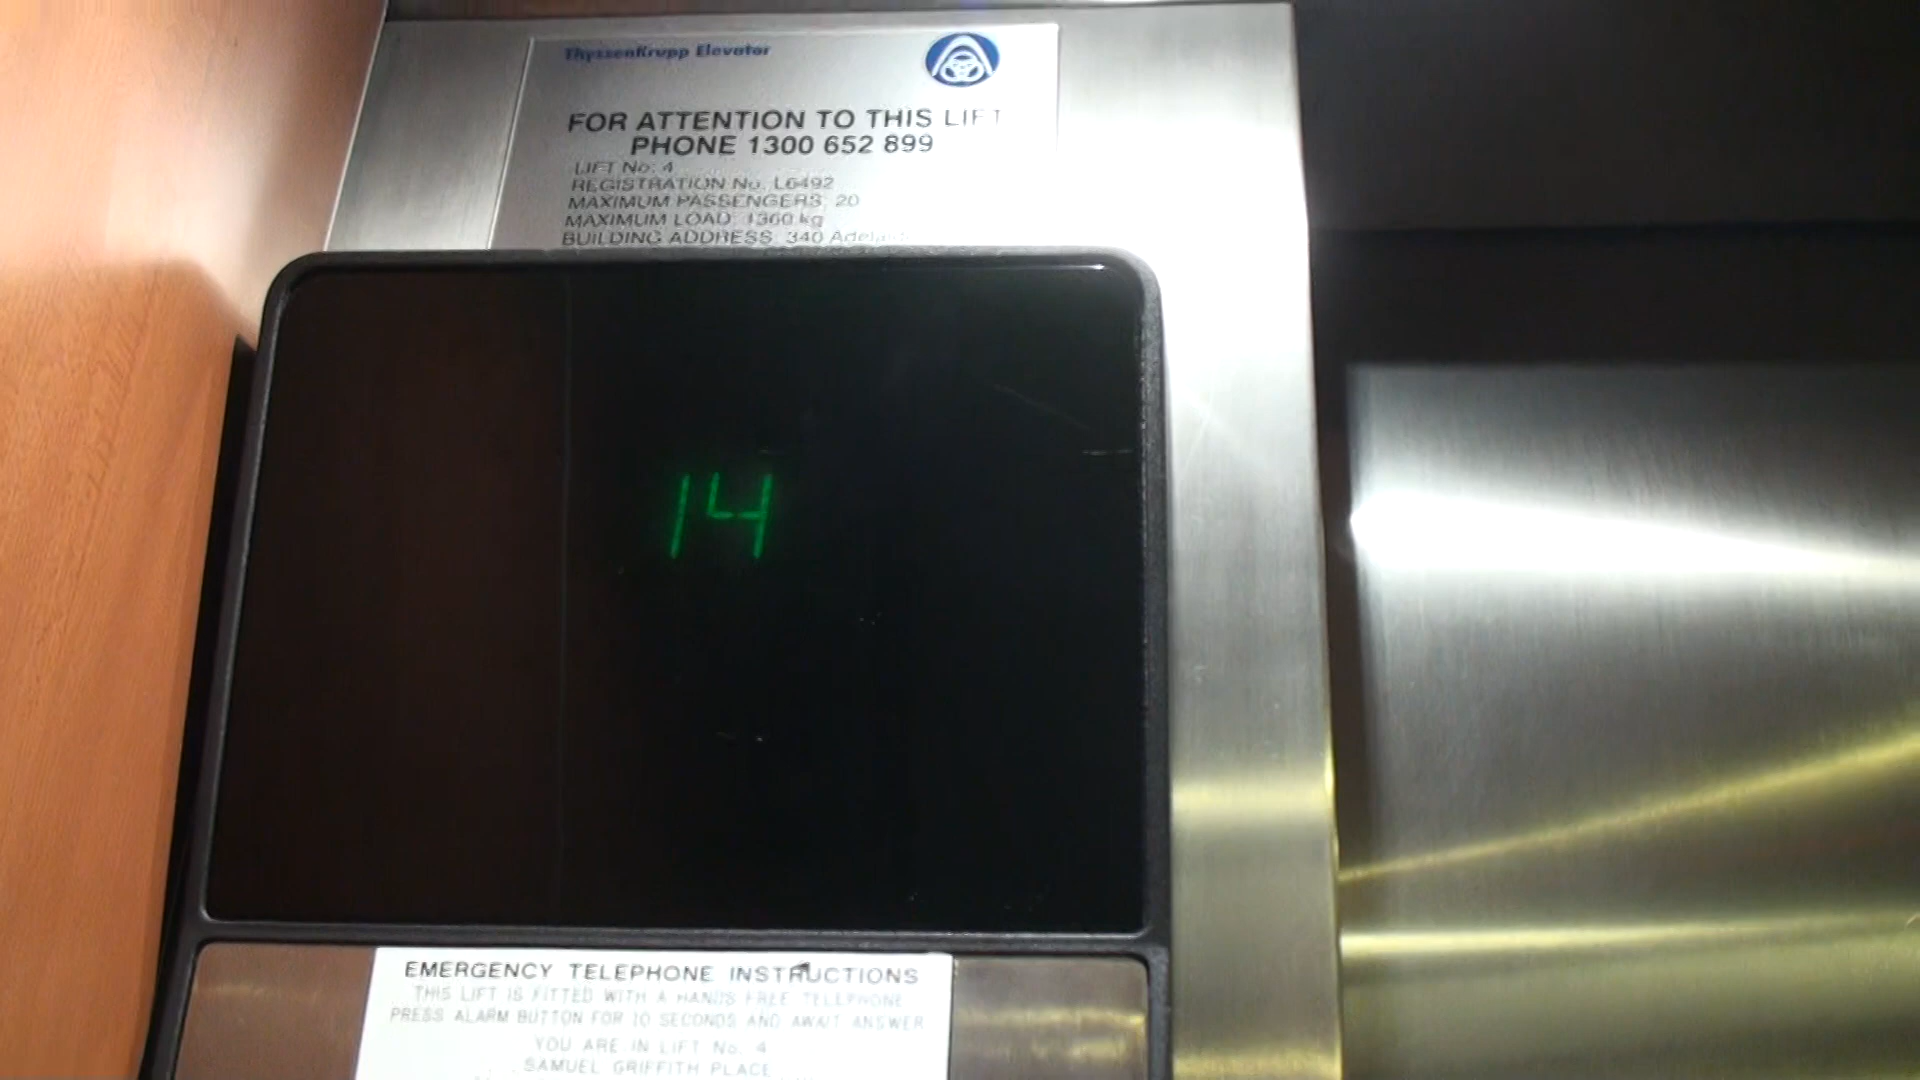 ThyssenKrupp Elevator
FOR ATTENTION TO THIS LIFT
PHONE 1300 652 899
LIFT No: 4
REGISTRATION No. L6492
MAXIMUM PASSENGERS: 20
MAXIMUM LOAD: 1360 kg
BUILDING ADDRESS: 340
14
EMERGENCY TELEPHONE INSTRUCTIONS
THIS LIFT IS FITTED WITH A HANDS FREE TELEPHONE
PRESS ALARM BUTTON FOR 10 SECONDS AND AWAIT ANSWER
YOU ARE IN LIFT No. 4
SAMUEL GRIFFITH PLACE